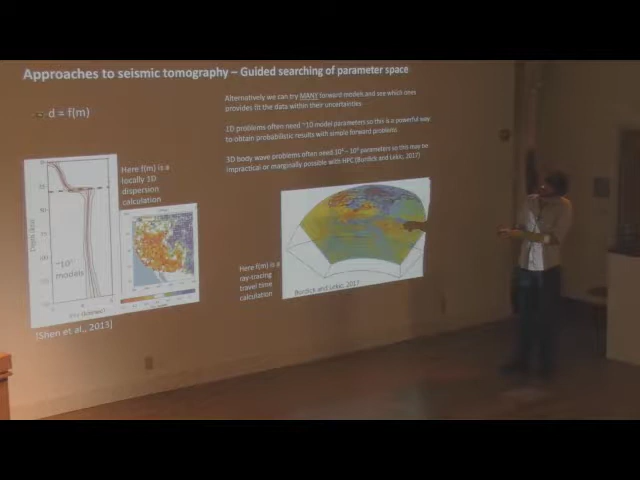 Approaches to seismic tomography – Guided searching of parameter space
d = f(m)
Alternatively we can try MANY forward models and see which ones
provides fit the data within their uncertainties.
1D problems often need ~10 model parameters so this is a powerful way
to obtain probabilistic results with simple forward problems.
3D body wave problems often need parameters so this may be
impractical or marginally possible with HPC (Burdick and Lekic, 2017)
Here f(m) is a
locally 1D
dispersion
calculation
models
[Shen et al., 2013]
Here f(m) is a
ray-tracing
travel time
calculation
Burdick and Lekic, 2017